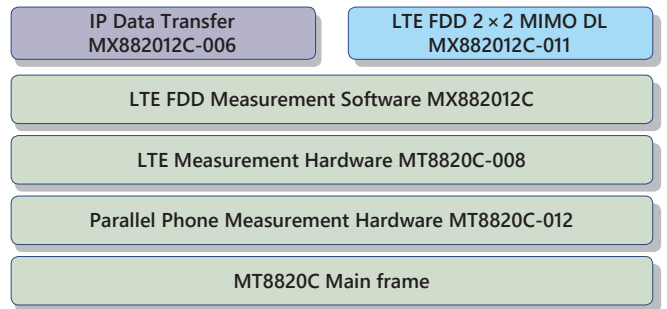 IP Data Transfer
MX882012C-006
LTE FDD 2 × 2 MIMO DL
MX882012C-011
LTE FDD Measurement Software MX882012C
LTE Measurement Hardware MT8820C-008
Parallel Phone Measurement Hardware MT8820C-012
MT8820C Main frame